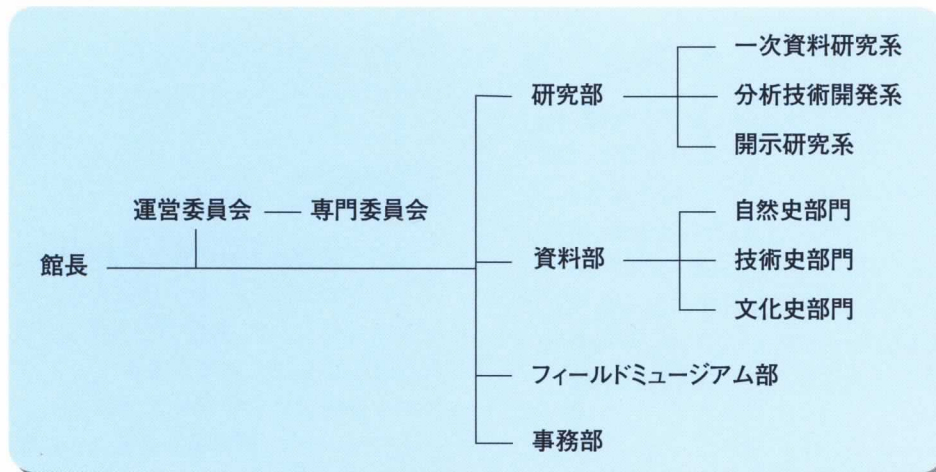 一次資料研究系
研究部
分析技術開発系
開示研究系
運営委員会
専門委員会
自然史部門
館長
資料部
技術史部門
文化史部門
フィールドミュージアム部
事務部